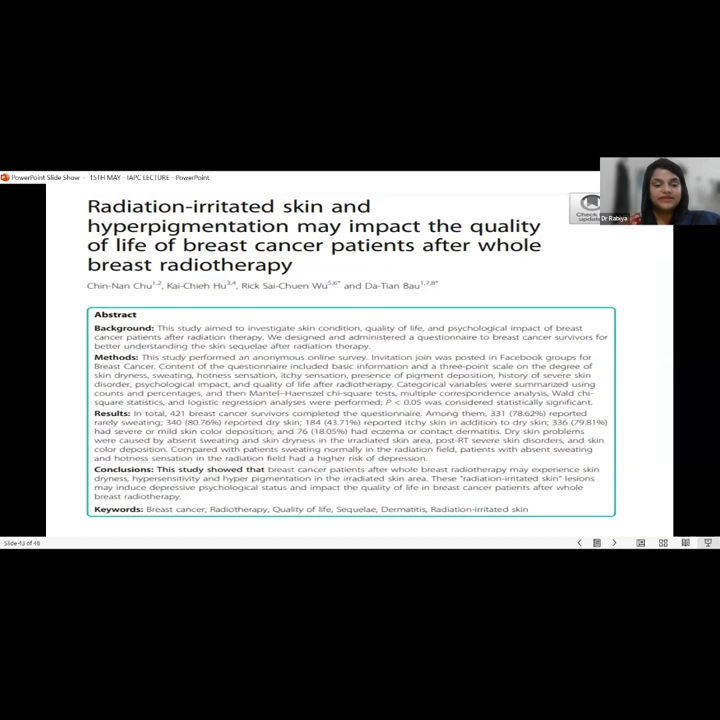 PowerPoint Slide Show - 15TH MAY - IAPC LECTURE - PowerPoint
Radiation-irritated skin and
hyperpigmentation may impact the quality
of life of breast cancer patients after whole
breast radiotherapy
Check
updates
Dr Rabiya
Chin-Nan Chu1,2, Kai-Chieh Hu3,4, Rick Sai-Chuen Wu5,6* and Da-Tian Bau1,7,8*
Abstract
Background: This study aimed to investigate skin condition, quality of life, and psychological impact of breast
cancer patients after radiation therapy. We designed and administered a questionnaire to breast cancer survivors for
better understanding the skin sequelae after radiation therapy.
Methods: This study performed an anonymous online survey. Invitation join was posted in Facebook groups for
Breast Cancer. Content of the questionnaire included basic information and a three-point scale on the degree of
skin dryness, sweating, hotness sensation, itchy sensation, presence of pigment deposition, history of severe skin
disorder, psychological impact, and quality of life after radiotherapy. Categorical variables were summarized using
counts and percentages, and then Mantel–Haenszel chi-square tests, multiple correspondence analysis, Wald chi-
square statistics, and logistic regression analyses were performed; P < 0.05 was considered statistically significant.
Results: In total, 421 breast cancer survivors completed the questionnaire. Among them, 331 (78.62%) reported
rarely sweating; 340 (80.76%) reported dry skin; 184 (43.71%) reported itchy skin in addition to dry skin; 336 (79.81%)
had severe or mild skin color deposition; and 76 (18.05%) had eczema or contact dermatitis. Dry skin problems
were caused by absent sweating and skin dryness in the irradiated skin area, post-RT severe skin disorders, and skin
color deposition. Compared with patients sweating normally in the radiation field, patients with absent sweating
and hotness sensation in the radiation field had a higher risk of depression.
Conclusions: This study showed that breast cancer patients after whole breast radiotherapy may experience skin
dryness, hypersensitivity and hyper pigmentation in the irradiated skin area. These “radiation-irritated skin” lesions
may induce depressive psychological status and impact the quality of life in breast cancer patients after whole
breast radiotherapy.
Keywords: Breast cancer, Radiotherapy, Quality of life, Sequelae, Dermatitis, Radiation-irritated skin
Slide 43 of 48